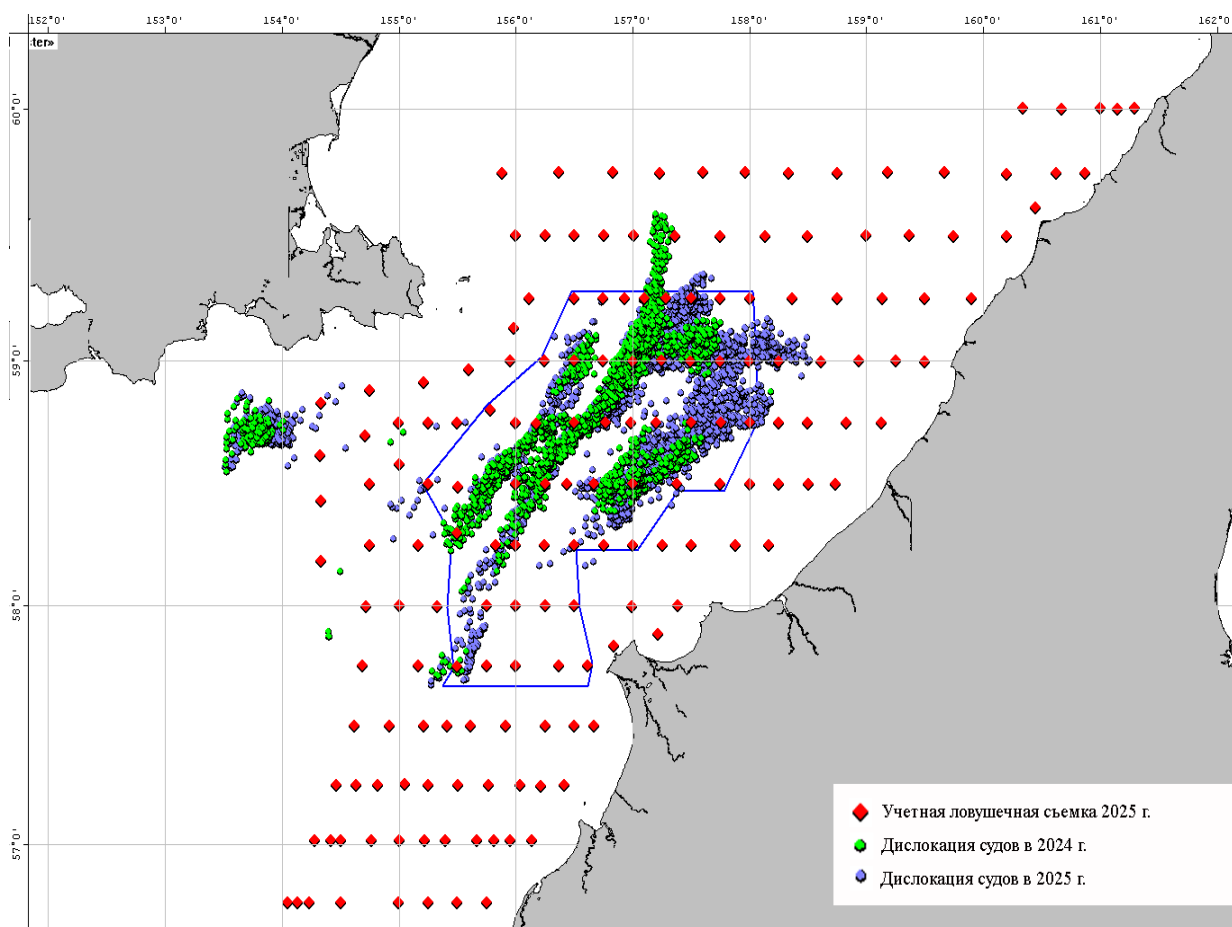 152°0' 153°0' 154°0' 155°0' 156°0' 157°0' 158°0' 159°0' 160°0' 161°0' 162°0'
ter»
60°0'
59°0'
58°0'
57°0'
Учетная ловушечная съемка 2025 г.
Дислокация судов в 2024 г.
Дислокация судов в 2025 г.